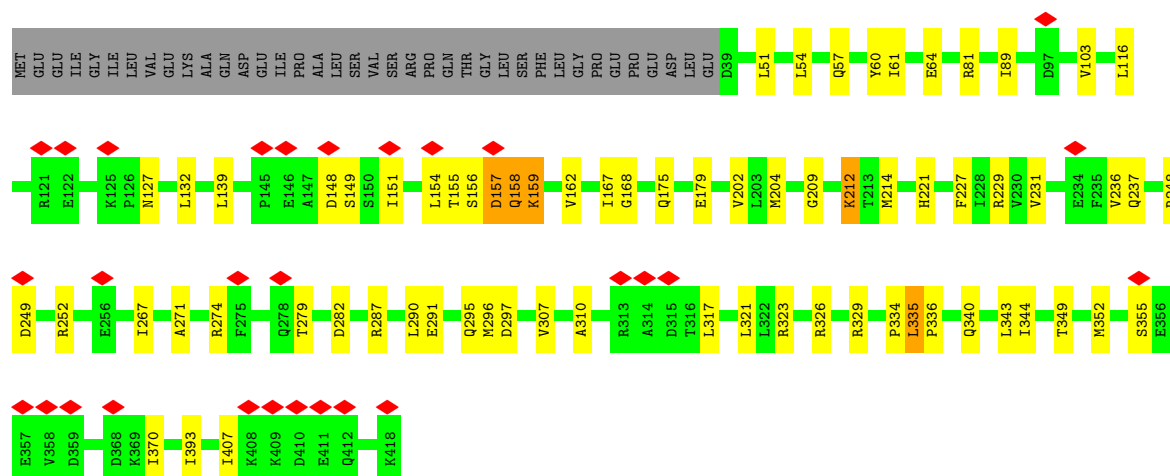 MET GLU GLU ILE GLY ILE LEU VAL GLU LYS ALA GLN ASP GLU ILE PRO ALA LEU SER VAL SER ARG PRO GLN THR GLY LEU SER PHE LEU GLY PRO GLU PRO GLU ASP LEU GLU D39 L51 L54 Q57 Y60 I61 E64 R81 I89 D97 V103 L116
R121 E122 K125 P126 N127 L132 L139 P145 E146 A147 D148 S149 S150 I151 L154 T155 S156 D157 Q158 K159 V162 I167 G168 Q175 E179 V202 L203 M204 G209 K212 T213 M214 H221 F227 I228 R229 V230 V231 E234 F235 V236 Q237
D249 R252 E256 I267 A271 R274 F275 Q278 T279 D282 R287 L290 E291 Q295 M296 D297 V307 A310 R313 A314 D315 T316 L317 L321 L322 R323 R326 R329 P334 L335 P336 Q340 L343 I344 T349 M352 S355 E356
E357 V358 D359 D368 K369 I370 I393 I407 K408 K409 D410 E411 Q412 K418